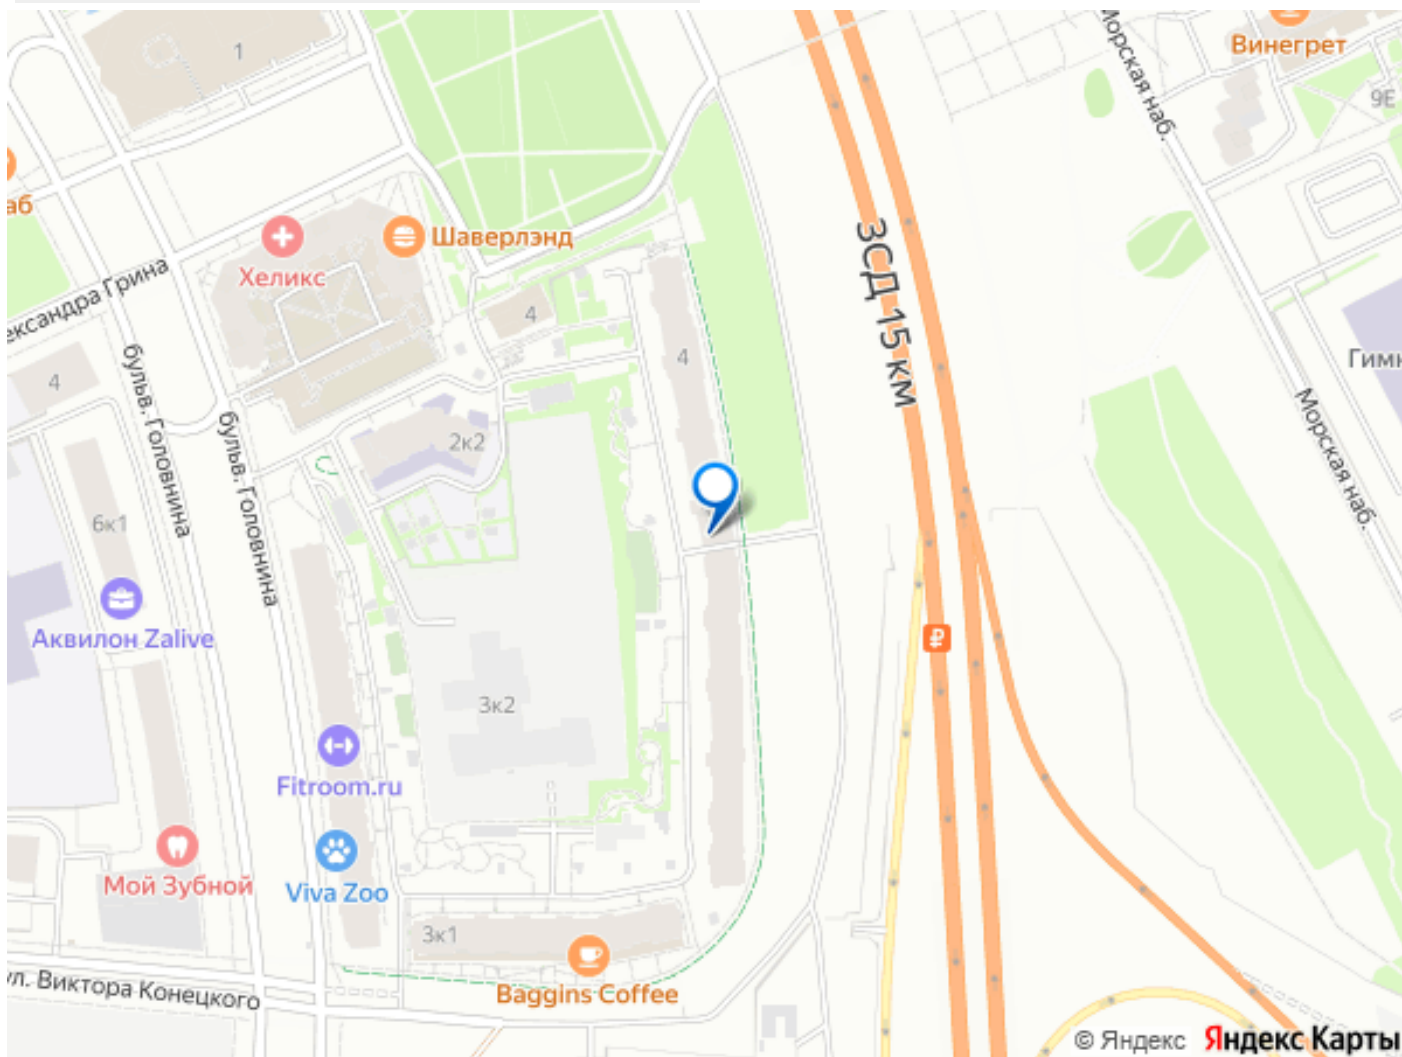 1
Морская наб.
Винегрет
9Е
аб
Хеликс
Шаверлэнд
ександра Грина
4
4
4
ЗСД 15 км
Гимн
бульв. Головнина
бульв. Головнина
2к2
Морская наб.
6к1
Аквилон Zalive
3к2
Fitroom.ru
Мой Зубной
Viva Zoo
3к1
Baggins Coffee
ул. Виктора Конецкого
© Яндекс Яндекс Карты